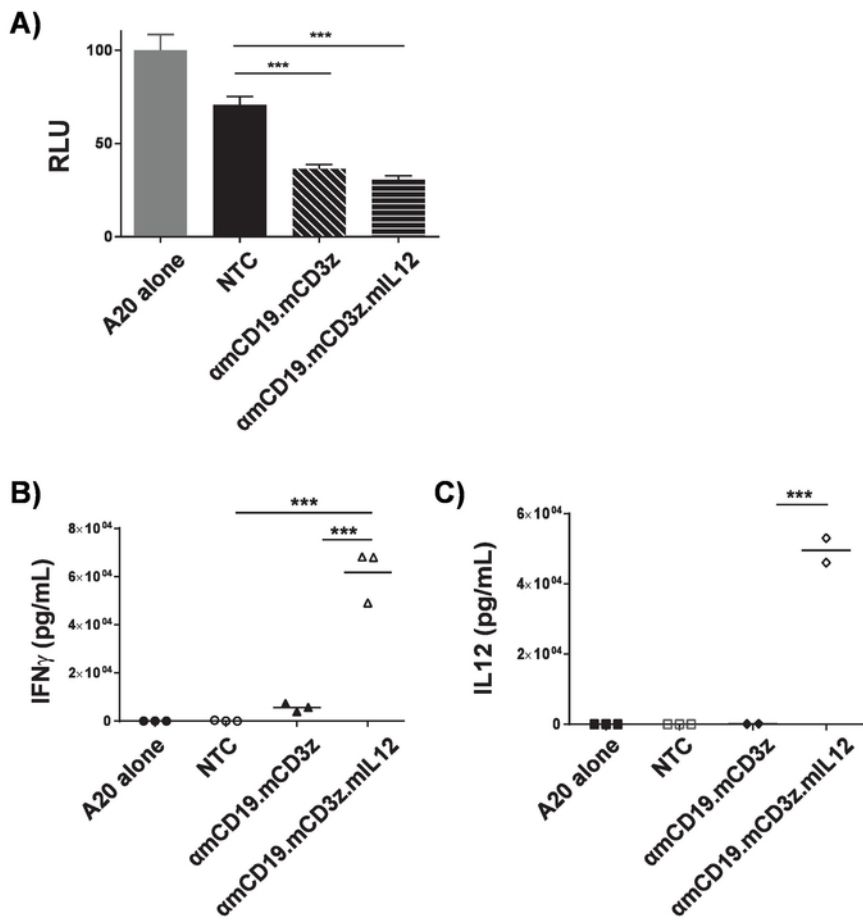 A)
***
***
100
50
0
RLU
A20 alone
NTC
αmCD19.mCD3z
αmCD19.mCD3z.mIL12
B)
***
***
8×10⁰⁴
6×10⁰⁴
4×10⁰⁴
2×10⁰⁴
0
IFNγ (pg/mL)
A20 alone
NTC
αmCD19.mCD3z
αmCD19.mCD3z.mIL12
C)
***
6×10⁰⁴
4×10⁰⁴
2×10⁰⁴
0
IL12 (pg/mL)
A20 alone
NTC
αmCD19.mCD3z
αmCD19.mCD3z.mIL12